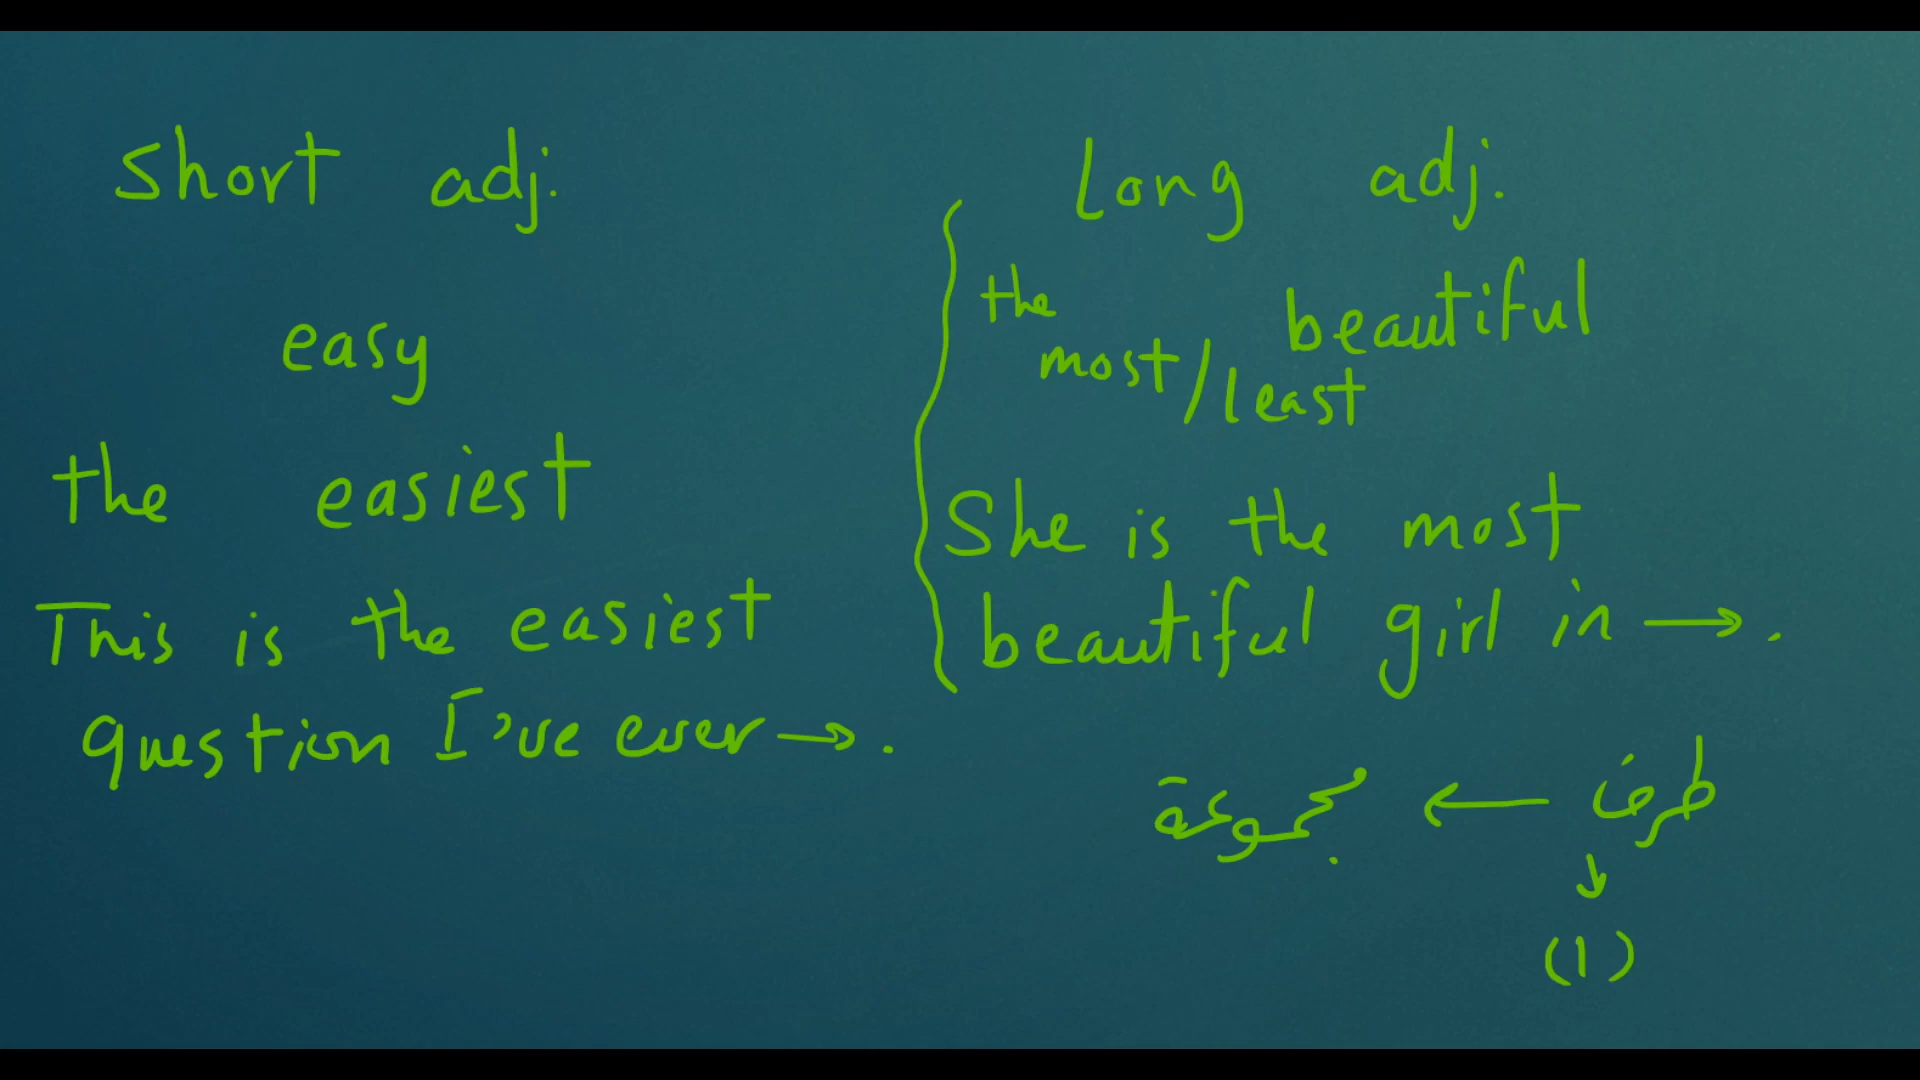 short adj.
easy
the easiest
This is the easiest
question I've ever → .
Long adj.
the
most/least beautiful
She is the most
beautiful girl in → .
طرف ← مجموعة
↓
(1)